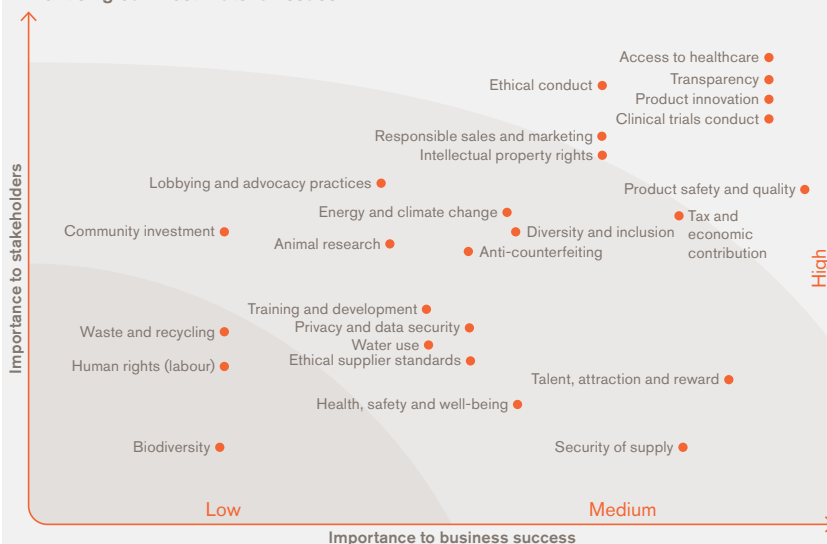 Access to healthcare
Ethical conduct
Transparency
Product innovation
Clinical trials conduct
Responsible sales and marketing
Intellectual property rights
Lobbying and advocacy practices
Product safety and quality
Energy and climate change
Tax and
economic
contribution
Community investment
Diversity and inclusion
Animal research
Anti-counterfeiting
High
Importance to stakeholders
Training and development
Privacy and data security
Waste and recycling
Water use
Ethical supplier standards
Human rights (labour)
Talent, attraction and reward
Health, safety and well-being
Biodiversity
Security of supply
Low
Medium
Importance to business success